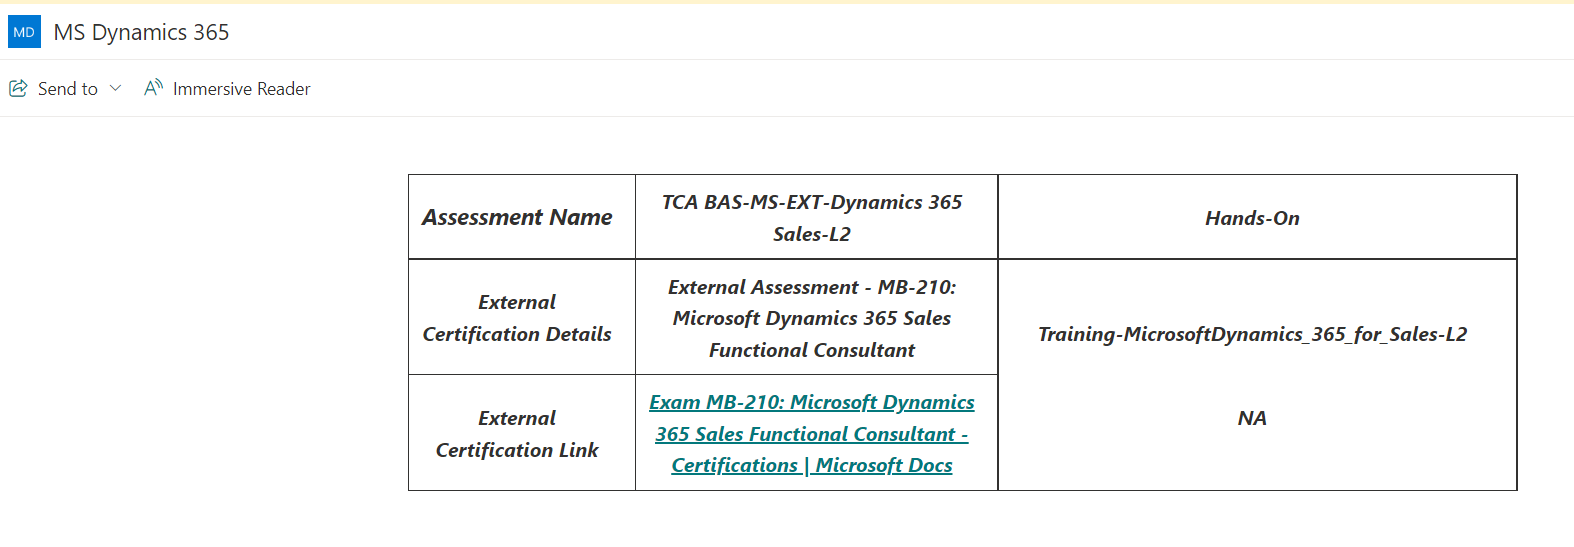 MD MS Dynamics 365
Send to Immersive Reader
Assessment Name
TCA BAS-MS-EXT-Dynamics 365
Sales-L2
Hands-On
External
Certification Details
External Assessment - MB-210:
Microsoft Dynamics 365 Sales
Functional Consultant
Training-MicrosoftDynamics_365_for_Sales-L2
External
Certification Link
Exam MB-210: Microsoft Dynamics
365 Sales Functional Consultant -
Certifications | Microsoft Docs
NA